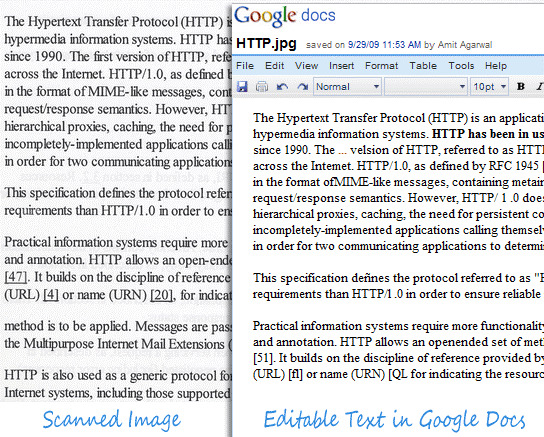 The Hypertext Transfer Protocol (HTTP) is
hypermedia information systems. HTTP has
since 1990. The first version of HTTP, refe
across the Internet. HTTP/1.0, as defined b
in the format of MIME-like messages, cont
request/response semantics. However, HT
hierarchical proxies, caching, the need for p
incompletely-implemented applications calli
in order for two communicating applications
This specification defines the protocol refer
requirements than HTTP/1.0 in order to ens
Practical information systems require more
and annotation. HTTP allows an open-ende
[47]. It builds on the discipline of reference
(URL) [4] or name (URN) [20], for indicat
method is to be applied. Messages are pas
the Multipurpose Internet Mail Extensions (
HTTP is also used as a generic protocol for
Internet systems, including those supported
Scanned Image
Google docs
HTTP.jpg saved on 9/29/09 11:53 AM by Amit Agarwal
File Edit View Insert Format Table Tools Help
Normal 10pt B I
The Hypertext Transfer Protocol (HTTP) is an applicati
hypermedia information systems. HTTP has been in us
since 1990. The ... velsion of HTTP, referred to as HTT
across the Intemet. HTTP/1.0, as defined by RFC 1945 [
in the format ofMIME-like messages, containing metain
request/response semantics. However, HTTP/ 1 .0 does
hierarchical proxies, caching, the need for persistent co
incompletely-implemented applications calling themselv
in order for two communicating applications to determi
This specification defines the protocol referred to as "H
requirements than HTTP/1.0 in order to ensure reliable
Practical information systems require more functionality
and annotation. HTTP allows an openended set of meth
[51]. It builds on the discipline of reference provided by
(URL) [fl] or name (URN) [QL for indicating the resourc
Editable Text in Google Docs